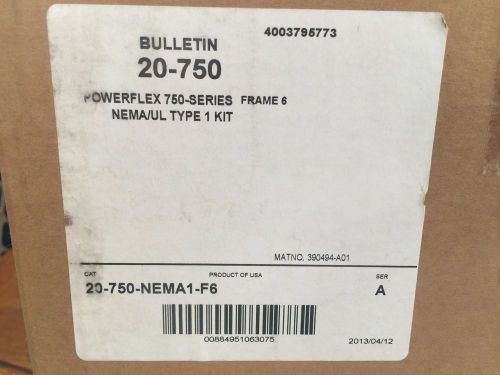 4003795773
BULLETIN
20-750
POWERFLEX 750-SERIES FRAME 6
NEMA/UL TYPE 1 KIT
MATNO. 390494-A01
CAT PRODUCT OF USA SER
20-750-NEMA1-F6 A
00884951063075 2013/04/12